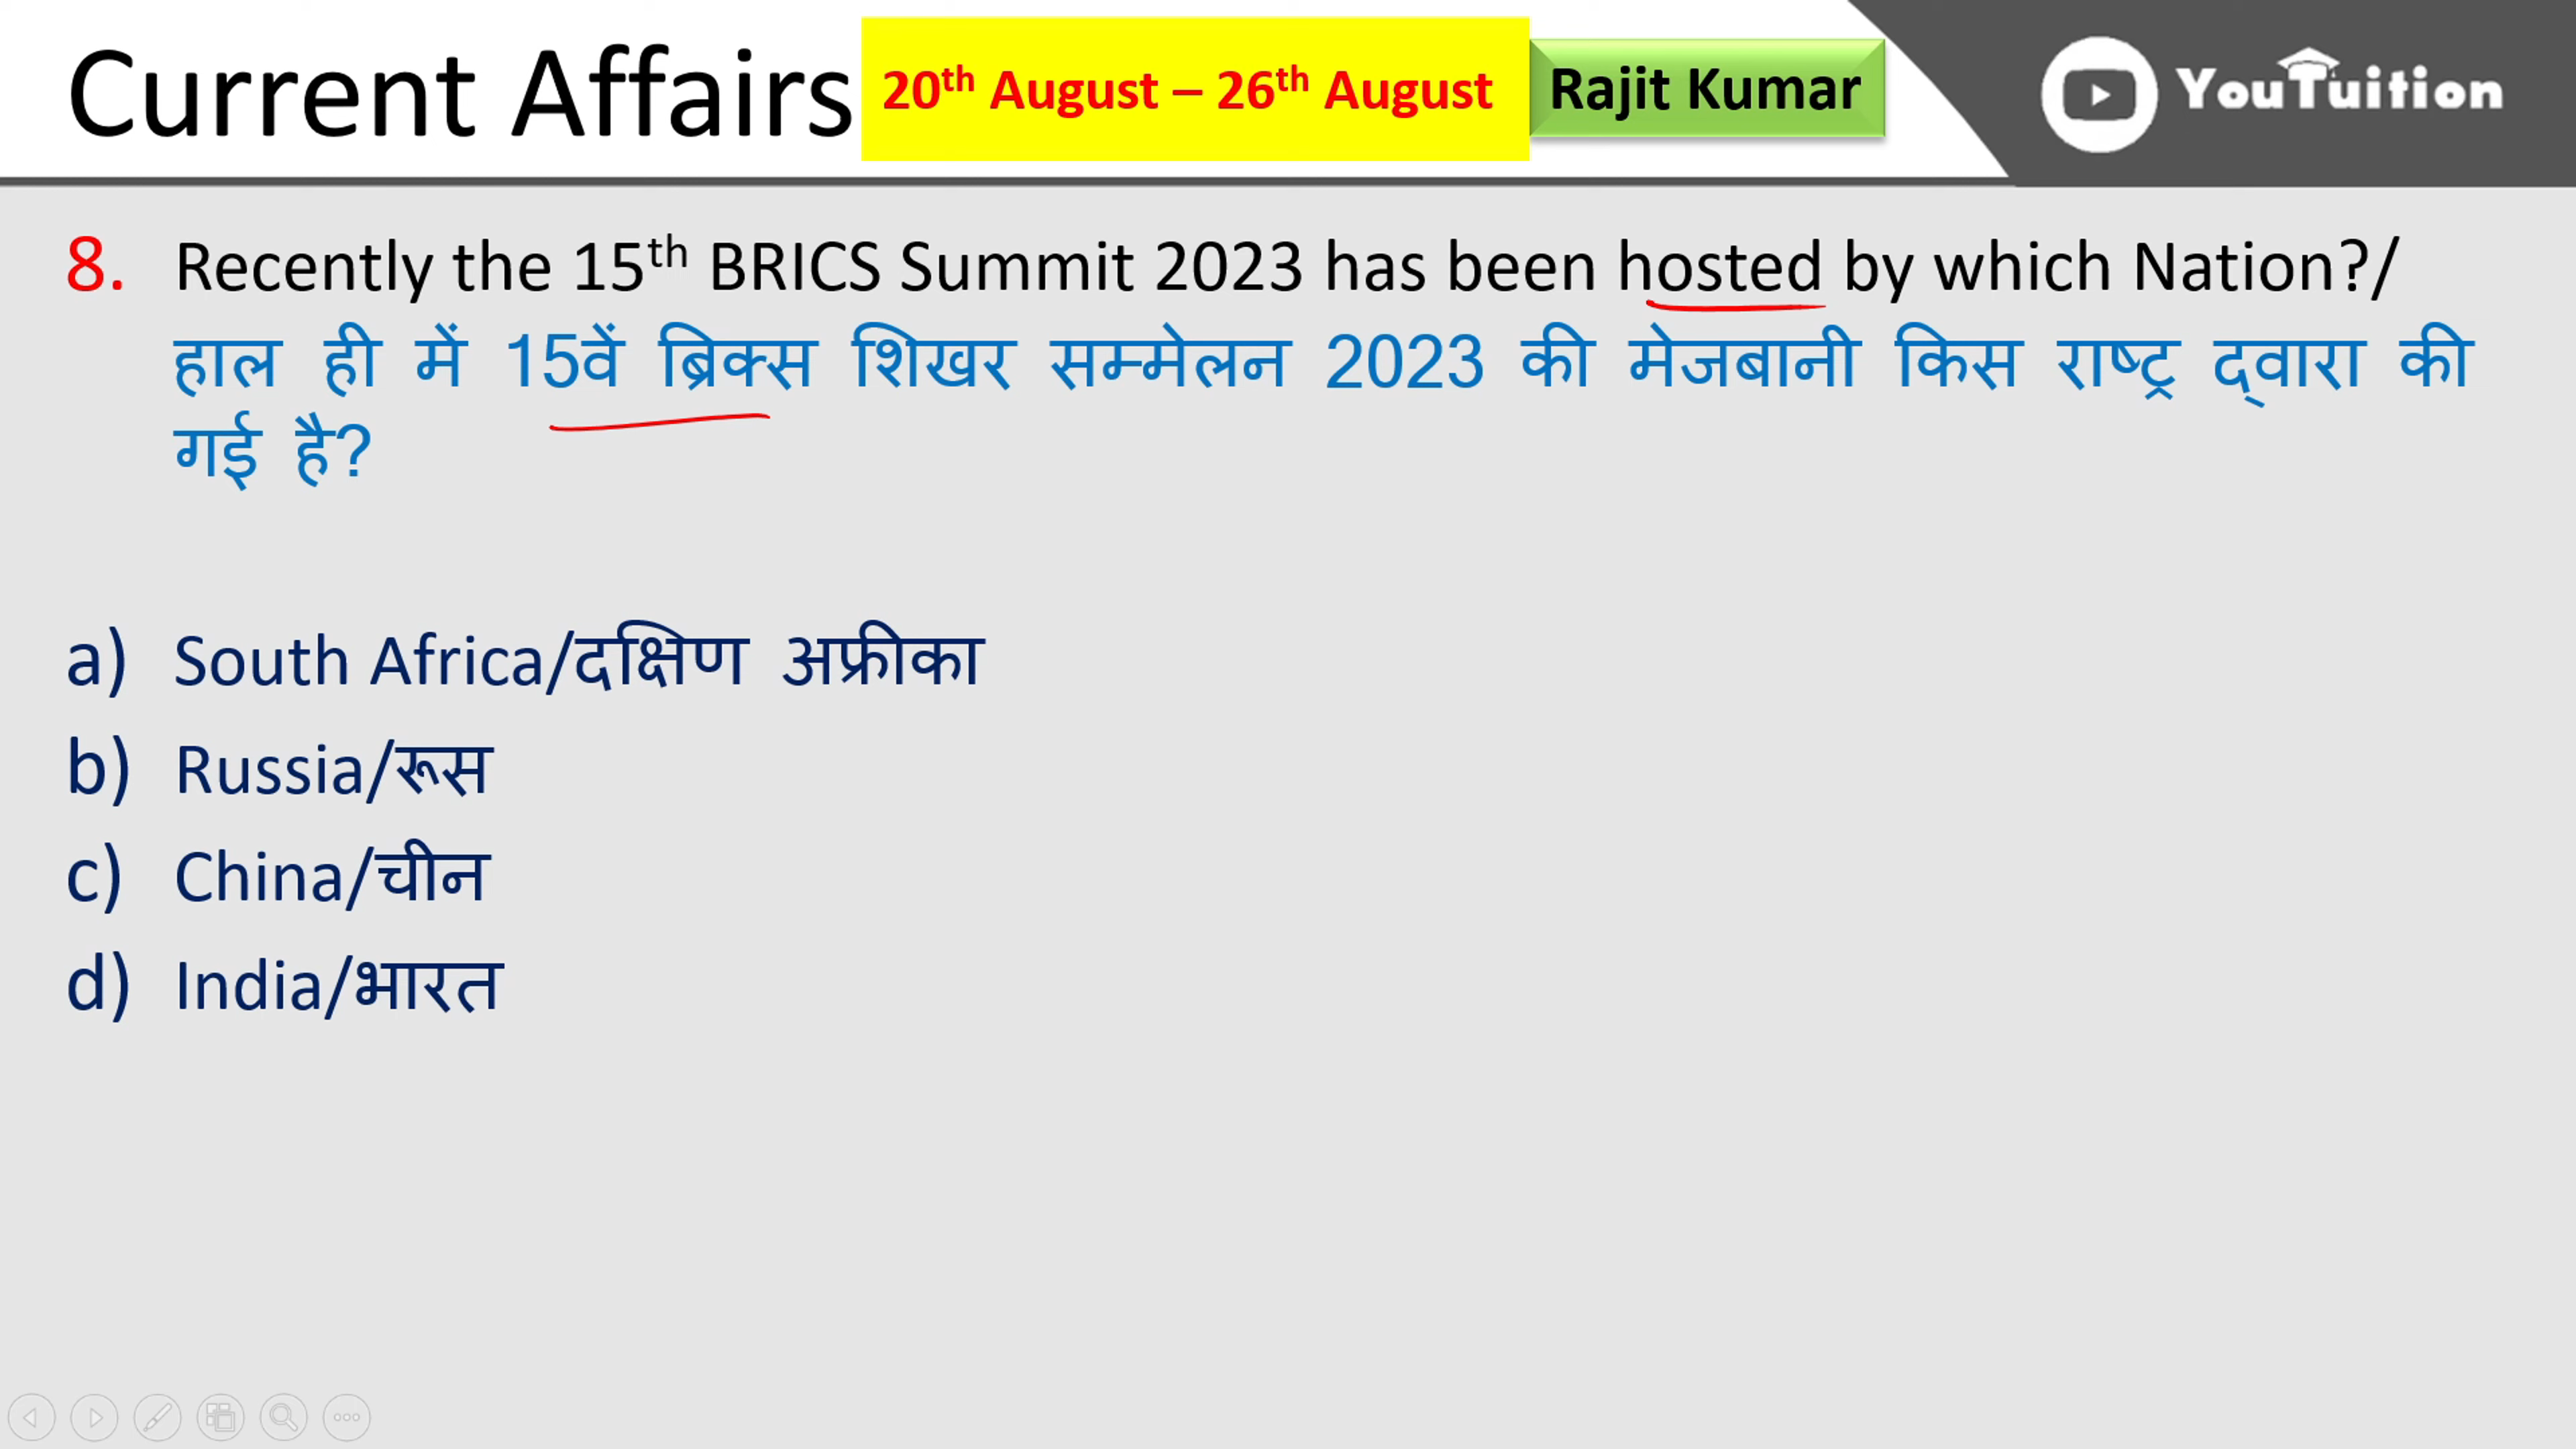 Current Affairs 20th August – 26th August Rajit Kumar YouTuition
8. Recently the 15th BRICS Summit 2023 has been hosted by which Nation?/
हाल ही में 15वें ब्रिक्स शिखर सम्मेलन 2023 की मेजबानी किस राष्ट्र द्वारा की
गई है?
a) South Africa/दक्षिण अफ्रीका
b) Russia/रूस
c) China/चीन
d) India/भारत